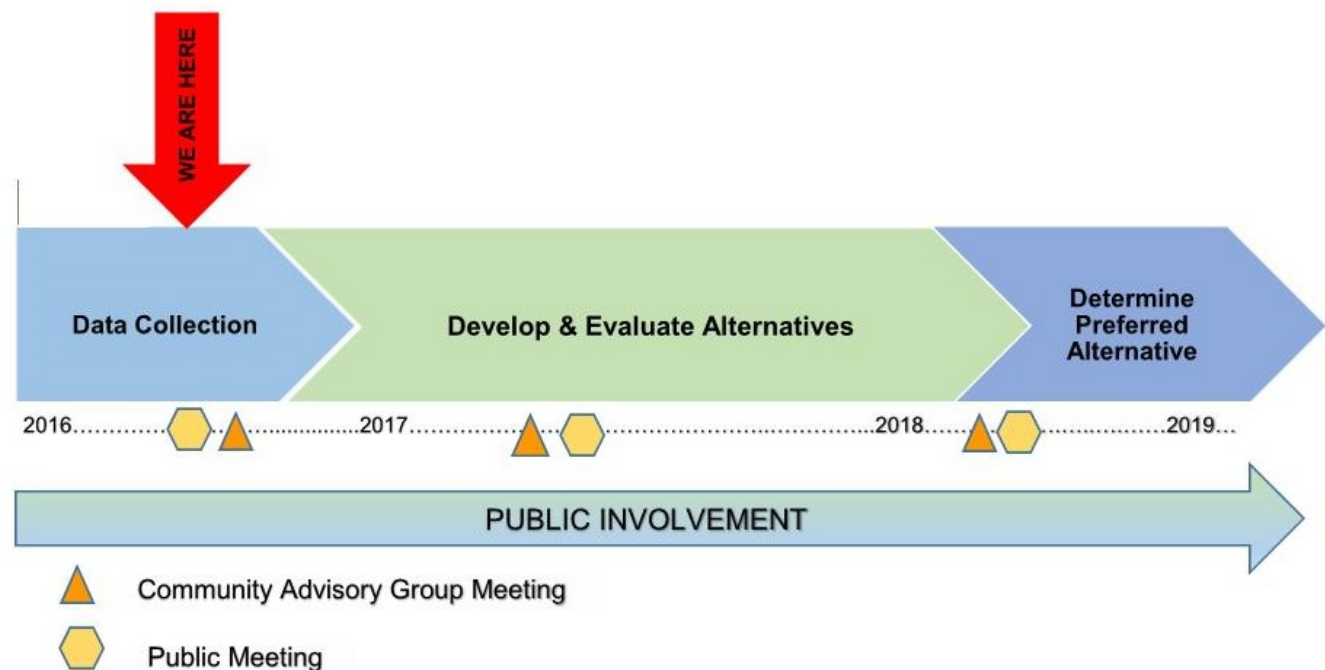 WE ARE HERE
Data Collection
Develop & Evaluate Alternatives
Determine
Preferred
Alternative
2016............ ..................2017............ ..........................................2018............ ..................2019...
PUBLIC INVOLVEMENT
Community Advisory Group Meeting
Public Meeting